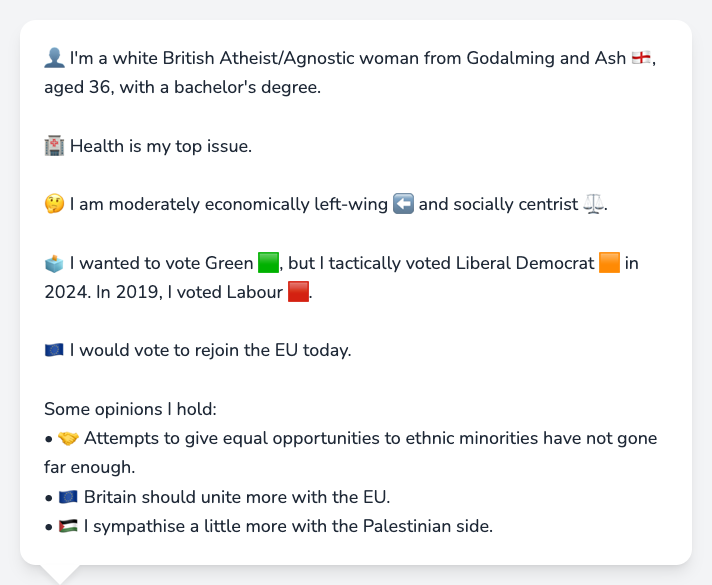 👤 I'm a white British Atheist/Agnostic woman from Godalming and Ash 🏴󠁧󠁢󠁥󠁮󠁧󠁿,
aged 36, with a bachelor's degree.
🏥 Health is my top issue.
🤔 I am moderately economically left-wing ⬅️ and socially centrist ⚖️.
🗳️ I wanted to vote Green 🟩, but I tactically voted Liberal Democrat 🟧 in
2024. In 2019, I voted Labour 🟥.
🇪🇺 I would vote to rejoin the EU today.
Some opinions I hold:
• 🤝 Attempts to give equal opportunities to ethnic minorities have not gone
far enough.
• 🇪🇺 Britain should unite more with the EU.
• 🇵🇸 I sympathise a little more with the Palestinian side.